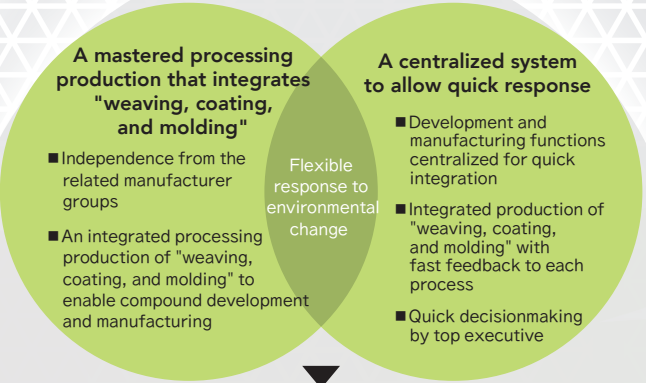 A mastered processing
production that integrates
"weaving, coating,
and molding"
■ Independence from the
related manufacturer
groups
■ An integrated processing
production of "weaving,
coating, and molding" to
enable compound development
and manufacturing
Flexible
response to
environmental
change
A centralized system
to allow quick response
■ Development and
manufacturing functions
centralized for quick
integration
■ Integrated production of
"weaving, coating,
and molding" with
fast feedback to each
process
■ Quick decisionmaking
by top executive